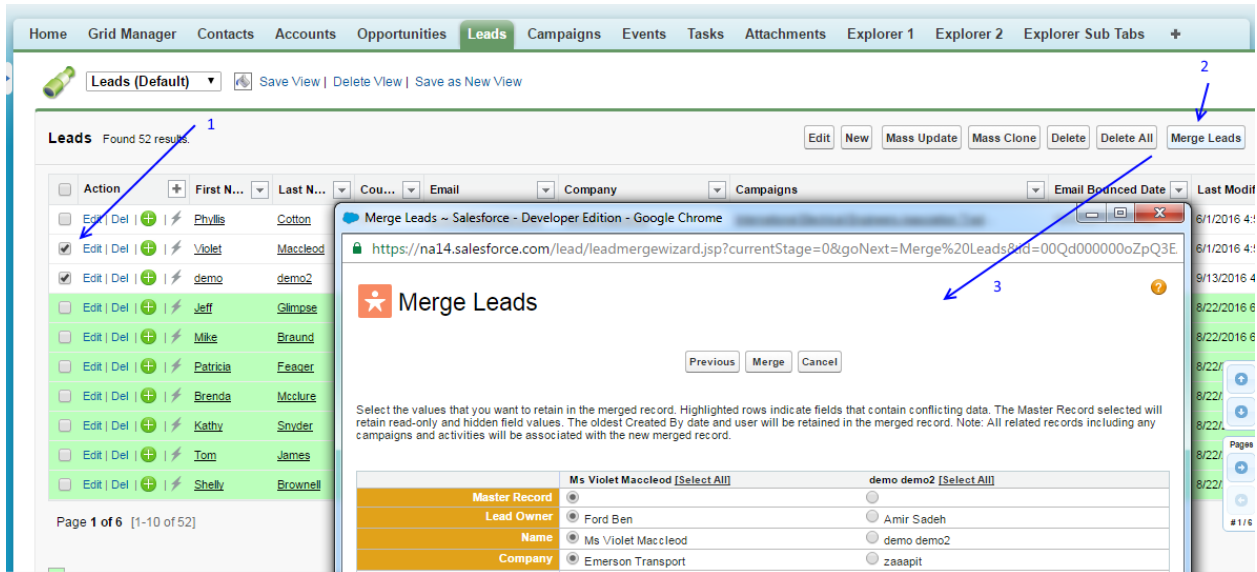 Home Grid Manager Contacts Accounts Opportunities Leads Campaigns Events Tasks Attachments Explorer 1 Explorer 2 Explorer Sub Tabs +
Leads (Default) Save View | Delete View | Save as New View
2
1
Leads Found 52 results.
Edit New Mass Update Mass Clone Delete Delete All Merge Leads
Action First N... Last N... Cou... Email Company Campaigns Email Bounced Date Last Modif
Edit | Del | Phyllis Cotton
6/1/2016 4:5
Edit | Del | Violet Maccleod
6/1/2016 4:5
Edit | Del | demo demo2
9/13/2016 4
Edit | Del | Jeff Glimpse
8/22/2016 6
Edit | Del | Mike Braund
8/22/2016 6
Edit | Del | Patricia Feager
8/22/
Edit | Del | Brenda Mcclure
8/22/
Edit | Del | Kathy Snyder
8/22/
Edit | Del | Tom James
8/22/
Edit | Del | Shelly Brownell
8/22/
Page 1 of 6 [1-10 of 52]
Pages
#1/6
Merge Leads ~ Salesforce - Developer Edition - Google Chrome
https://na14.salesforce.com/lead/leadmergewizard.jsp?currentStage=0&goNext=Merge%20Leads&id=00Qd000000oZpQ3E.
3
Merge Leads
?
Previous Merge Cancel
Select the values that you want to retain in the merged record. Highlighted rows indicate fields that contain conflicting data. The Master Record selected will
retain read-only and hidden field values. The oldest Created By date and user will be retained in the merged record. Note: All related records including any
campaigns and activities will be associated with the new merged record.
Ms Violet Maccleod [Select All] demo demo2 [Select All]
Master Record
Lead Owner Ford Ben Amir Sadeh
Name Ms Violet Maccleod demo demo2
Company Emerson Transport zaaapit